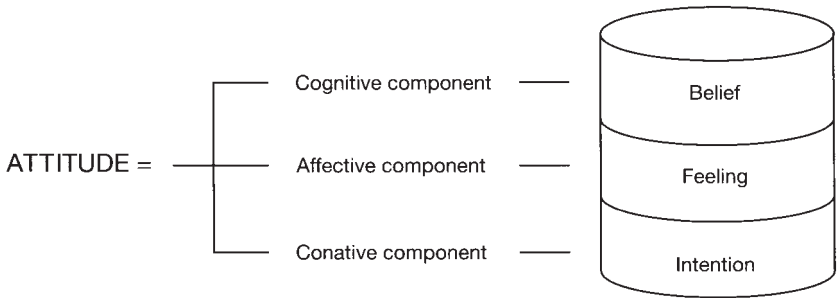 Cognitive component
Belief
ATTITUDE =
Affective component
Feeling
Conative component
Intention